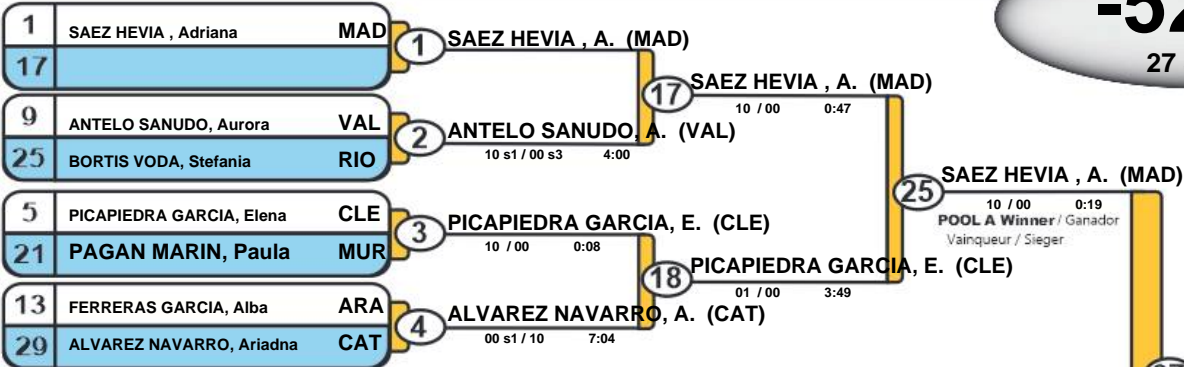 1 SAEZ HEVIA , Adriana MAD
17
1 SAEZ HEVIA , A. (MAD)
9 ANTELO SANUDO, Aurora VAL
25 BORTIS VODA, Stefania RIO
2 ANTELO SANUDO, A. (VAL)
10 s1 / 00 s3 4:00
17 SAEZ HEVIA , A. (MAD)
10 / 00 0:47
5 PICAPIEDRA GARCIA, Elena CLE
21 PAGAN MARIN, Paula MUR
3 PICAPIEDRA GARCIA, E. (CLE)
10 / 00 0:08
13 FERRERAS GARCIA, Alba ARA
29 ALVAREZ NAVARRO, Ariadna CAT
4 ALVAREZ NAVARRO, A. (CAT)
00 s1 / 10 7:04
18 PICAPIEDRA GARCIA, E. (CLE)
01 / 00 3:49
25 SAEZ HEVIA , A. (MAD)
10 / 00 0:19
POOL A Winner / Ganador
Vainqueur / Sieger
27